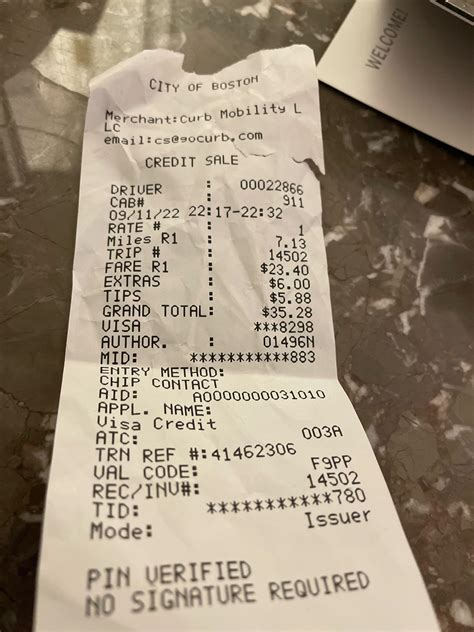 WELCOME!
CITY OF BOSTON
Merchant:Curb Mobility L
LC
email:cs@gocurb.com
CREDIT SALE
DRIVER : 00022866
CAB# : 911
09/11/22 22:17-22:32
RATE # : 1
Miles R1 : 7.13
TRIP # : 14502
FARE R1 : $23.40
EXTRAS : $6.00
TIPS : $5.88
GRAND TOTAL: $35.28
VISA : ***8298
AUTHOR. : 01496N
MID: ***********883
ENTRY METHOD:
CHIP CONTACT
AID: A0000000031010
APPL. NAME:
Visa Credit
ATC: 003A
TRN REF #:41462306
VAL CODE: F9PP
REC/INV#: 14502
TID: ***********780
Mode: Issuer
PIN VERIFIED
NO SIGNATURE REQUIRED